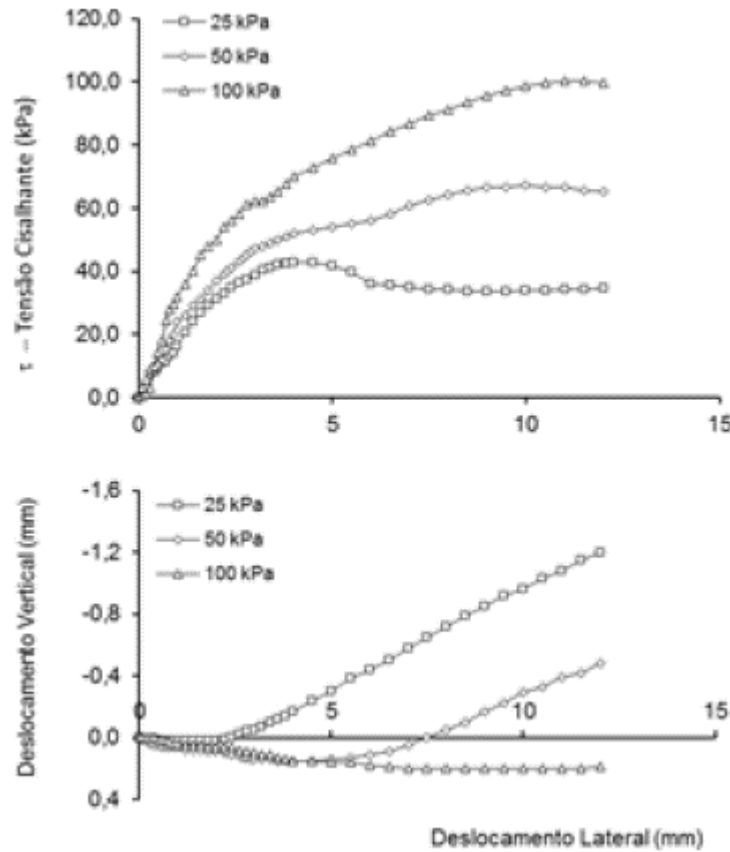 τ -- Tensão Cisalhante (kPa)
120,0
100,0
80,0
60,0
40,0
20,0
0,0
25 kPa
50 kPa
100 kPa
0
5
10
15
Deslocamento Vertical (mm)
-1,6
-1,2
-0,8
-0,4
0,0
0,4
25 kPa
50 kPa
100 kPa
0
5
10
15
Deslocamento Lateral (mm)